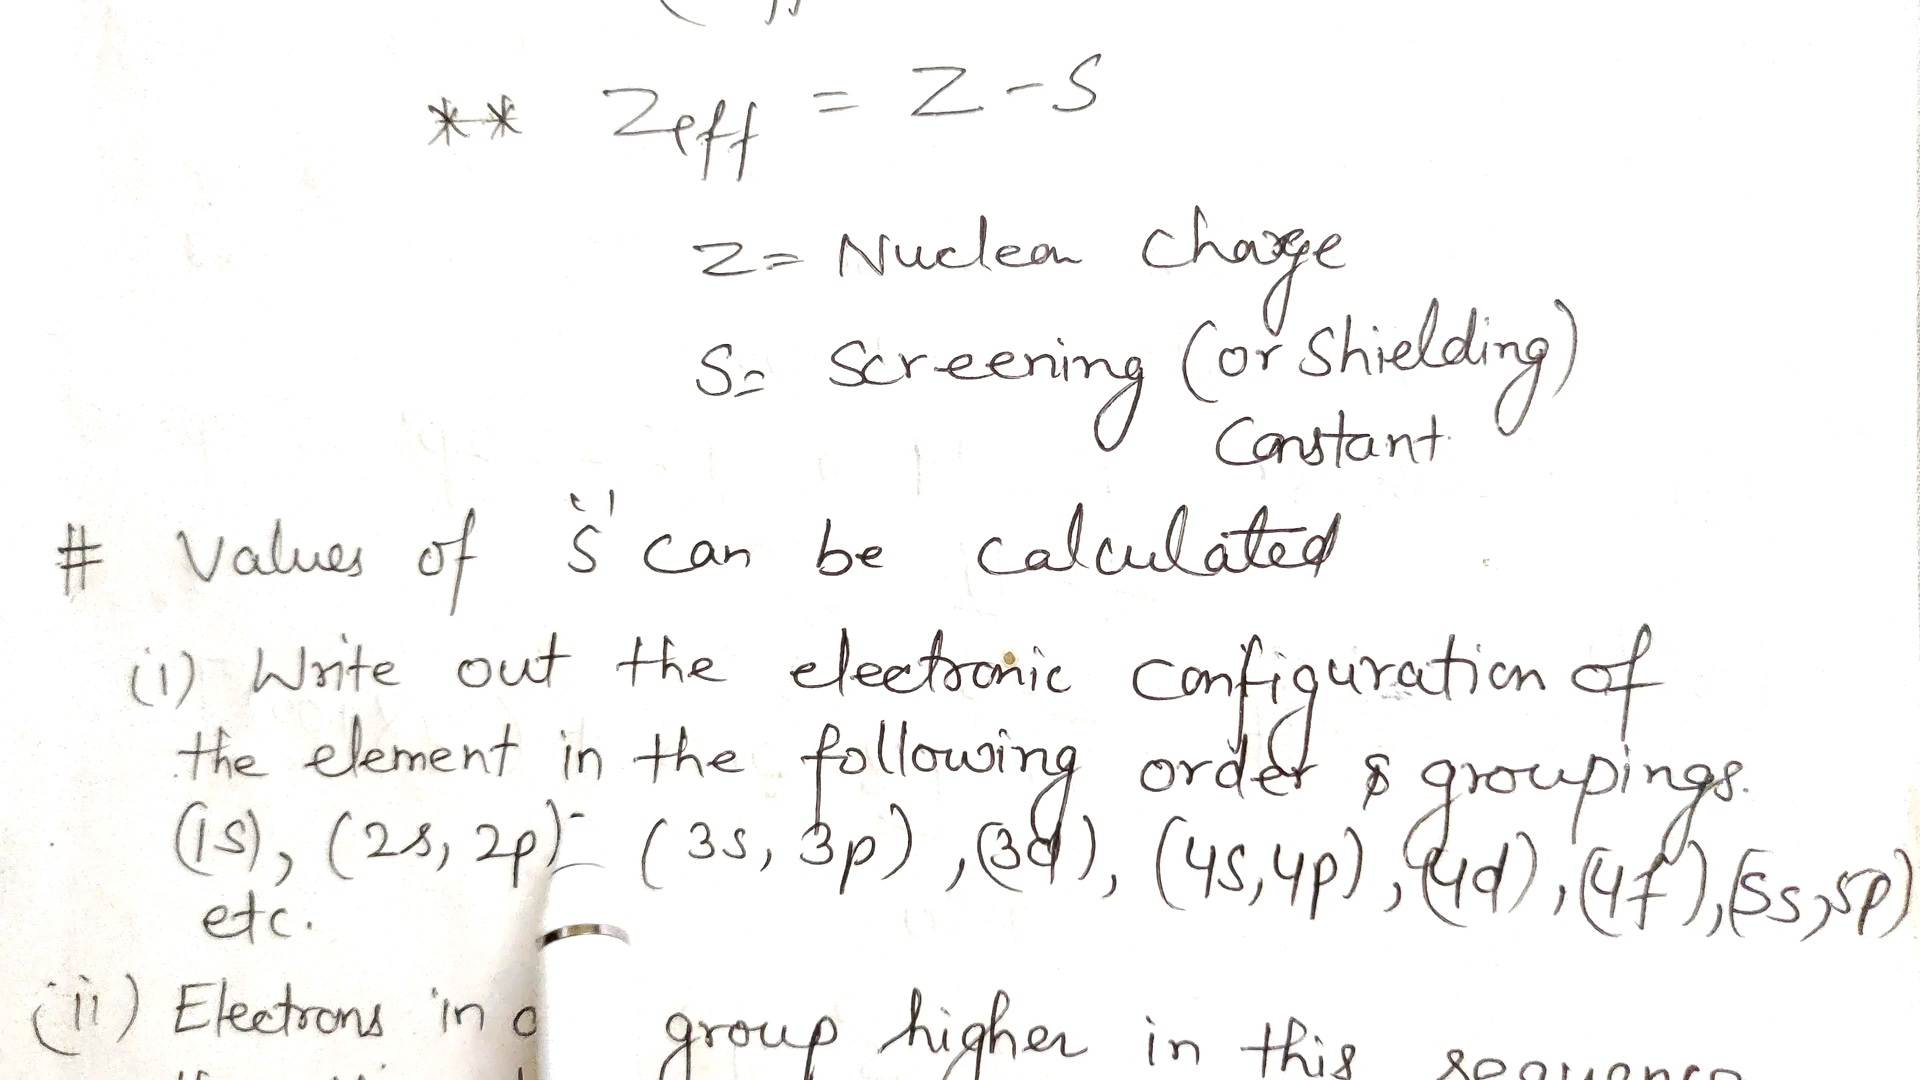 ** Zeff = Z-S
Z= Nuclear charge
S= Screening (or Shielding)
Constant
# Values of 'S' can be calculated
(i) Write out the electronic configuration of
the element in the following order & groupings.
(1s), (2s, 2p) (3s, 3p), (3d), (4s, 4p), (4d), (4f), (5s, 5p)
etc.
(ii) Electrons in group higher in this sequence